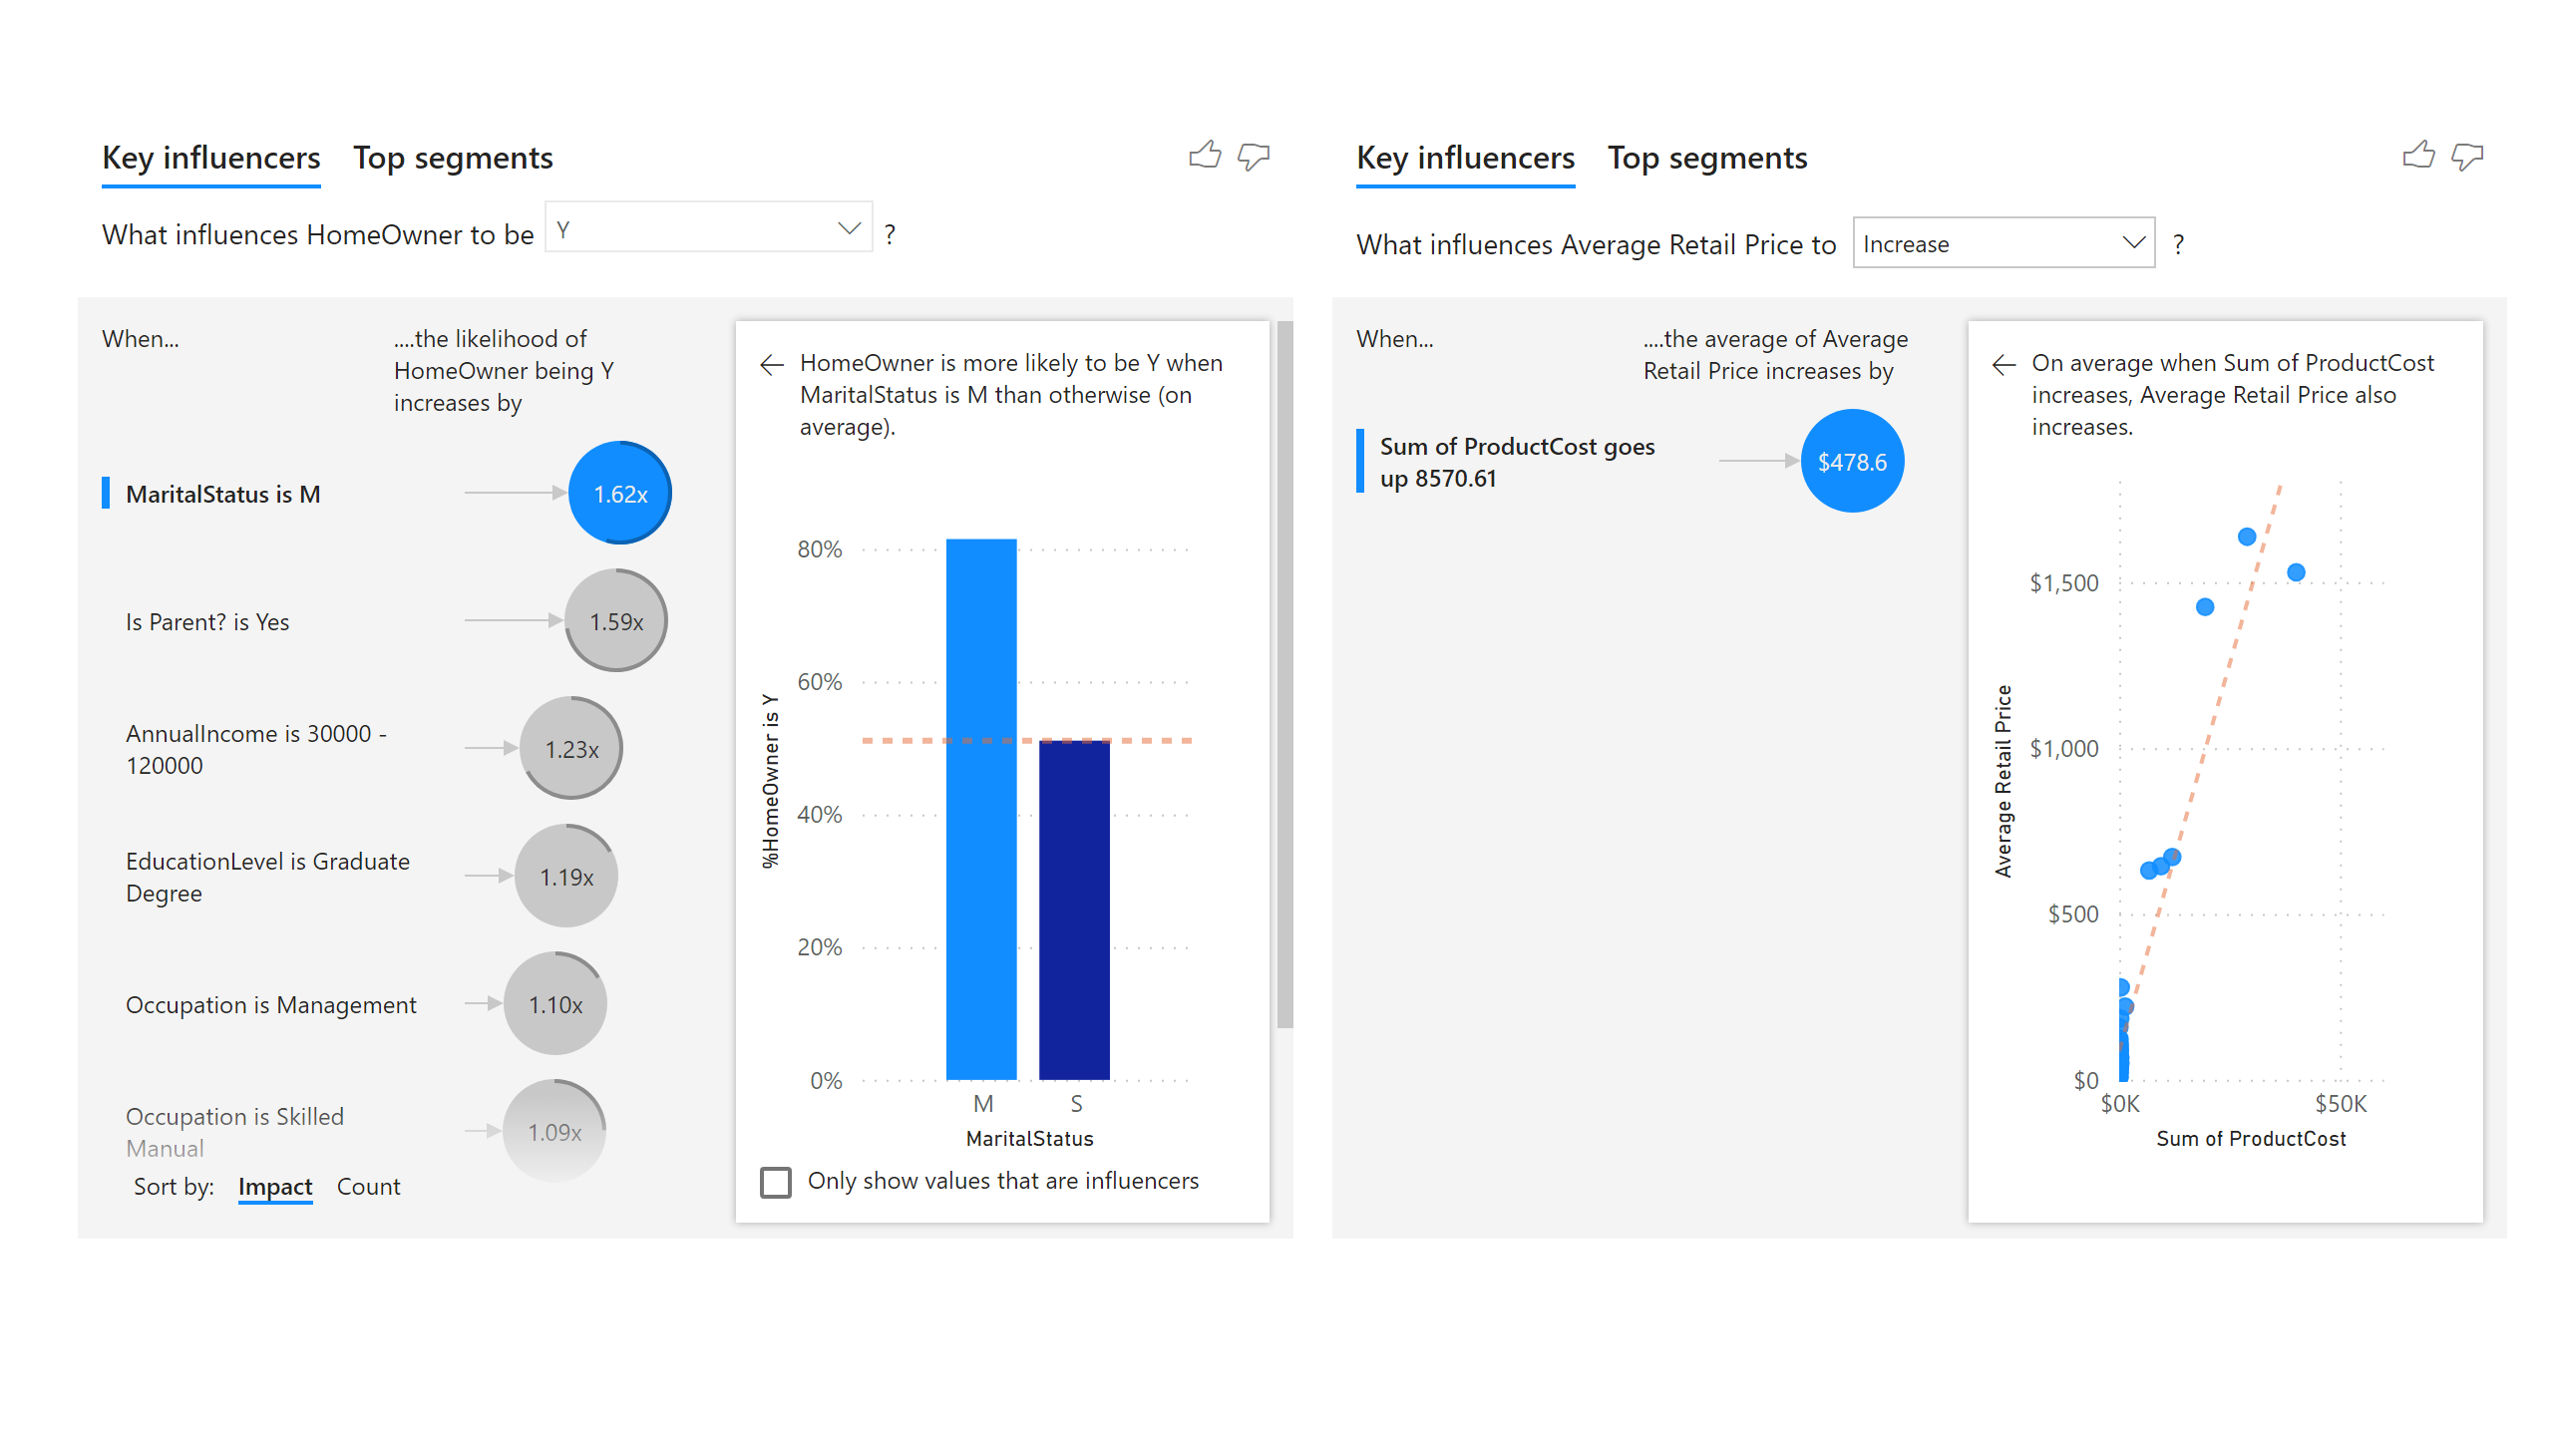 Key influencers Top segments
What influences HomeOwner to be Y ?
When...
....the likelihood of
HomeOwner being Y
increases by
MaritalStatus is M
1.62x
Is Parent? is Yes
1.59x
AnnualIncome is 30000 -
120000
1.23x
EducationLevel is Graduate
Degree
1.19x
Occupation is Management
1.10x
Occupation is Skilled
Manual
1.09x
Sort by: Impact Count
HomeOwner is more likely to be Y when
MaritalStatus is M than otherwise (on
average).
%HomeOwner is Y
80%
60%
40%
20%
0%
M S
MaritalStatus
Only show values that are influencers
Key influencers Top segments
What influences Average Retail Price to Increase ?
When...
....the average of Average
Retail Price increases by
Sum of ProductCost goes
up 8570.61
$478.6
On average when Sum of ProductCost
increases, Average Retail Price also
increases.
Average Retail Price
$1,500
$1,000
$500
$0
$0K $50K
Sum of ProductCost